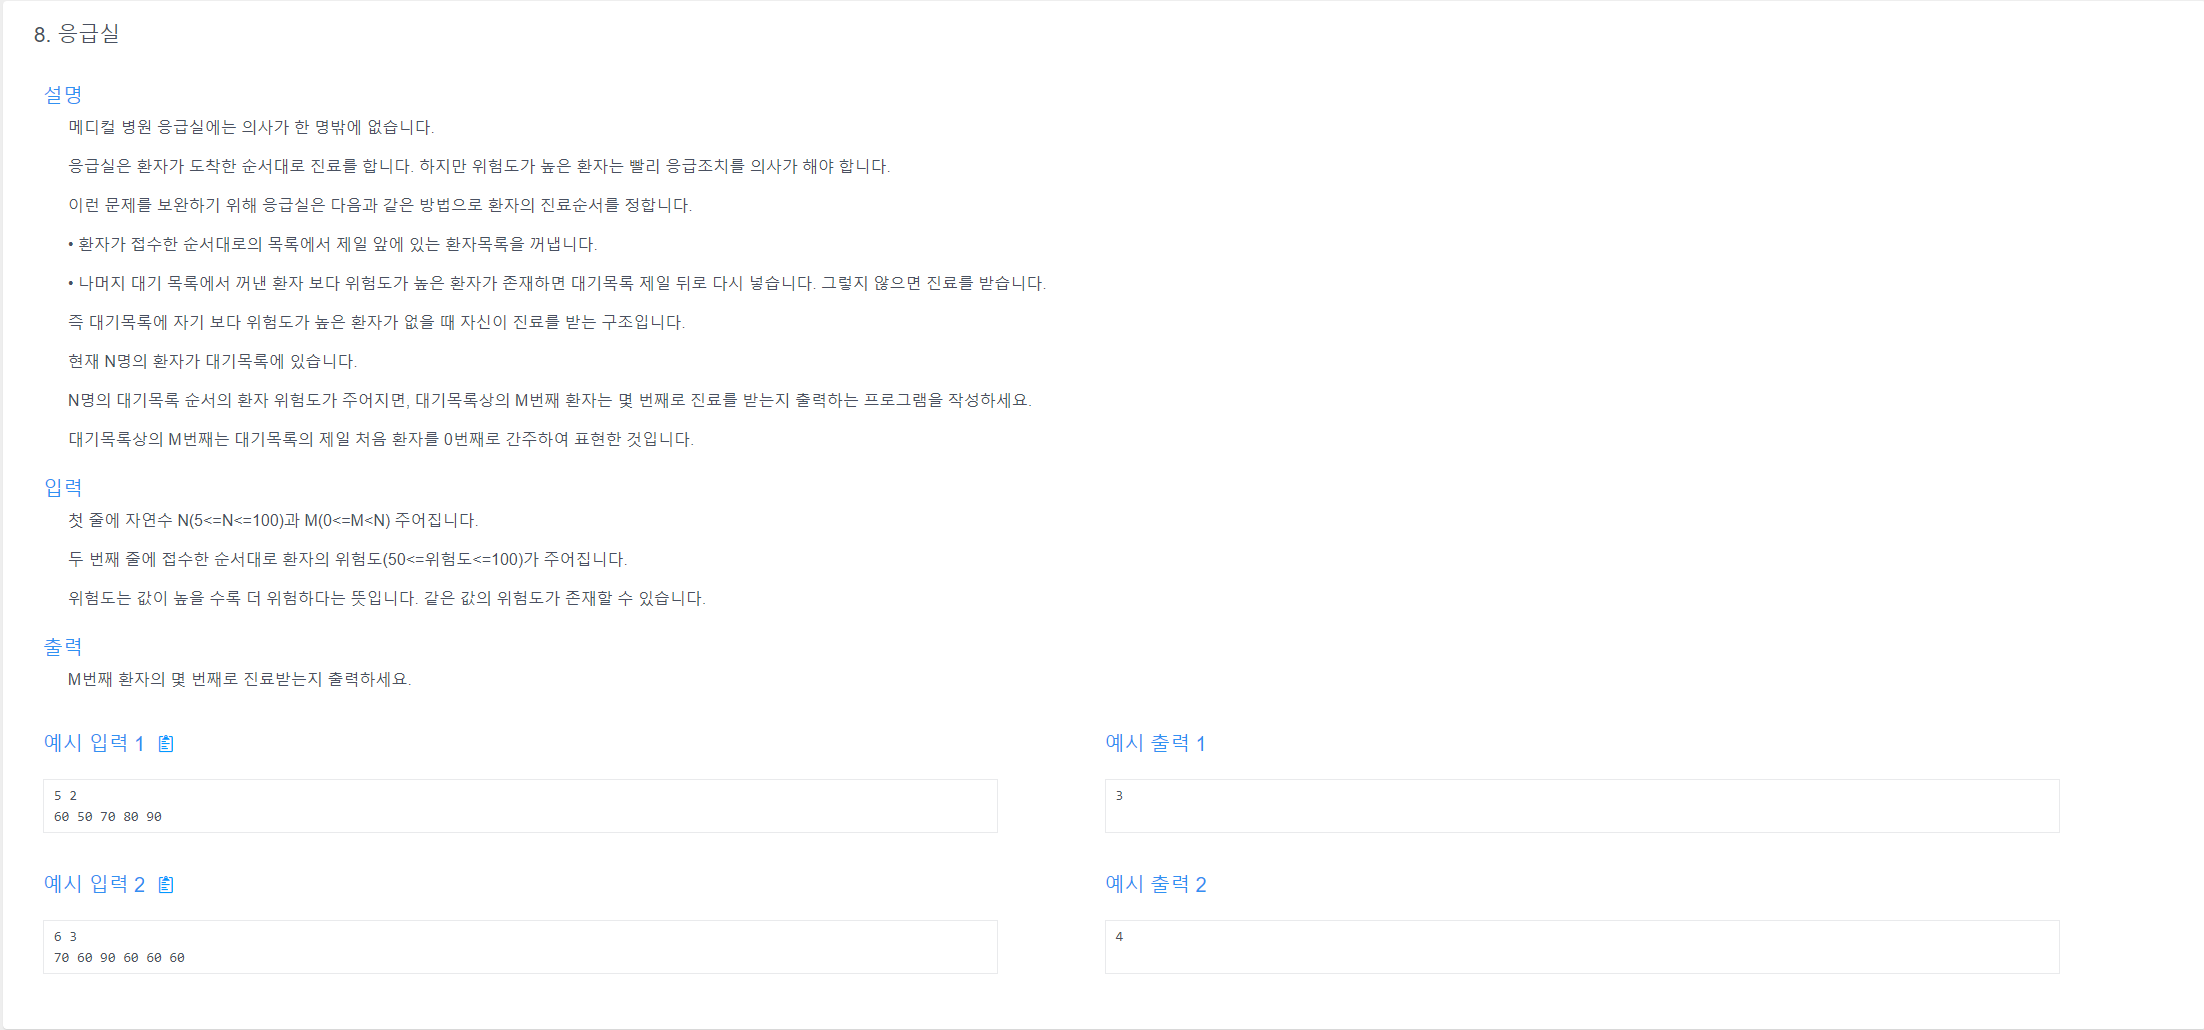 8. 응급실
설명
메디컬 병원 응급실에는 의사가 한 명밖에 없습니다.
응급실은 환자가 도착한 순서대로 진료를 합니다. 하지만 위험도가 높은 환자는 빨리 응급조치를 의사가 해야 합니다.
이런 문제를 보완하기 위해 응급실은 다음과 같은 방법으로 환자의 진료순서를 정합니다.
• 환자가 접수한 순서대로의 목록에서 제일 앞에 있는 환자목록을 꺼냅니다.
• 나머지 대기 목록에서 꺼낸 환자 보다 위험도가 높은 환자가 존재하면 대기목록 제일 뒤로 다시 넣습니다. 그렇지 않으면 진료를 받습니다.
즉 대기목록에 자기 보다 위험도가 높은 환자가 없을 때 자신이 진료를 받는 구조입니다.
현재 N명의 환자가 대기목록에 있습니다.
N명의 대기목록 순서의 환자 위험도가 주어지면, 대기목록상의 M번째 환자는 몇 번째로 진료를 받는지 출력하는 프로그램을 작성하세요.
대기목록상의 M번째는 대기목록의 제일 처음 환자를 0번째로 간주하여 표현한 것입니다.
입력
첫 줄에 자연수 N(5<=N<=100)과 M(0<=M<N) 주어집니다.
두 번째 줄에 접수한 순서대로 환자의 위험도(50<=위험도<=100)가 주어집니다.
위험도는 값이 높을 수록 더 위험하다는 뜻입니다. 같은 값의 위험도가 존재할 수 있습니다.
출력
M번째 환자의 몇 번째로 진료받는지 출력하세요.
예시 입력 1
5 2
60 50 70 80 90
예시 출력 1
3
예시 입력 2
6 3
70 60 90 60 60 60
예시 출력 2
4